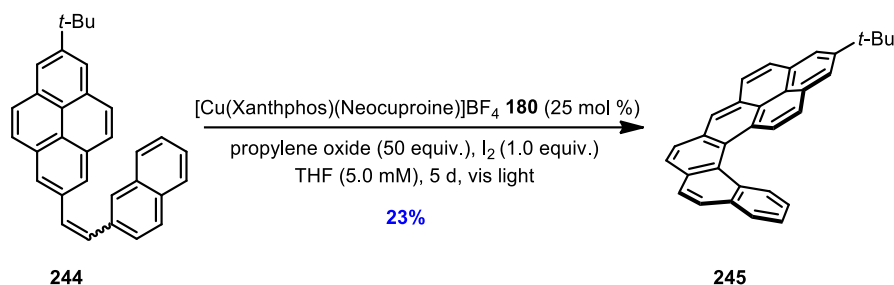 t-Bu
t-Bu
[Cu(Xanthphos)(Neocuproine)]BF4 180 (25 mol %)
propylene oxide (50 equiv.), I2 (1.0 equiv.)
THF (5.0 mM), 5 d, vis light
23%
244
245